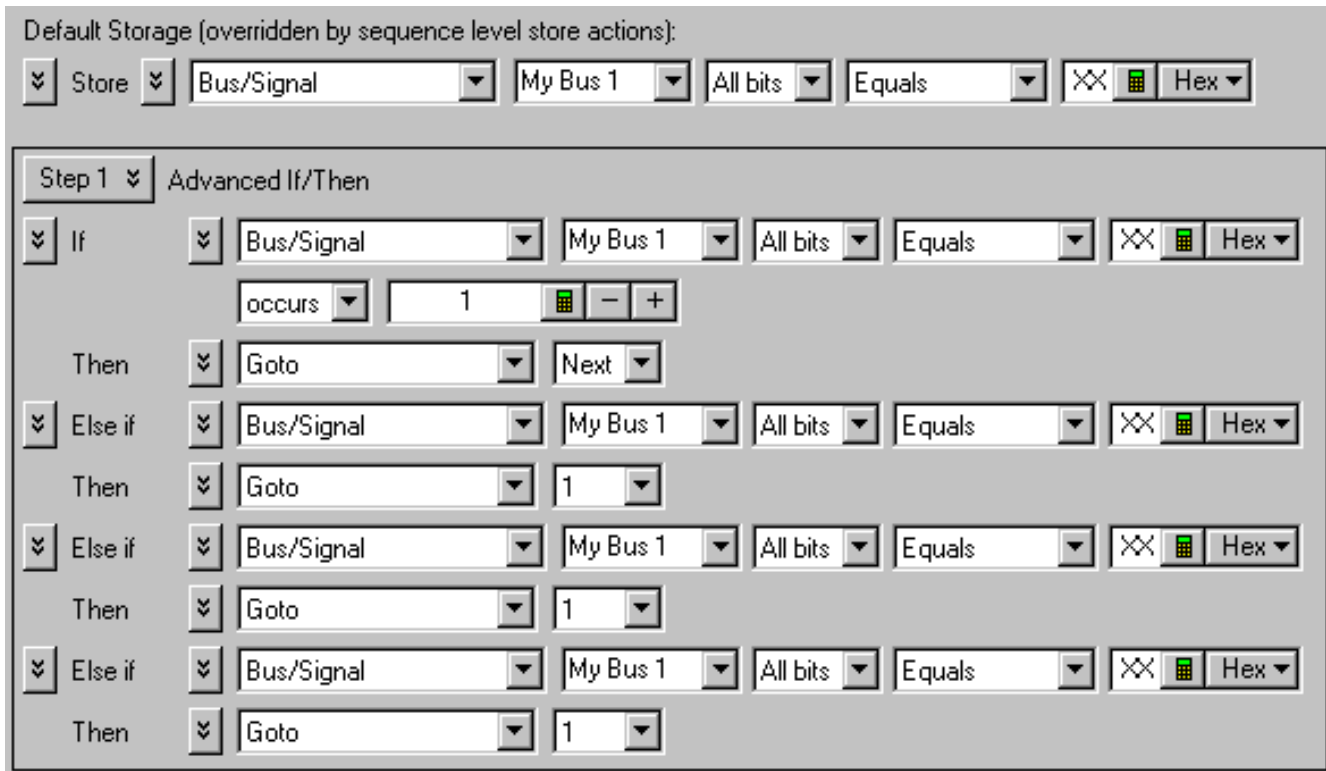 Default Storage (overridden by sequence level store actions):
Store Bus/Signal My Bus 1 All bits Equals XX Hex
Step 1 Advanced If/Then
If Bus/Signal My Bus 1 All bits Equals XX Hex
occurs 1 − +
Then Goto Next
Else if Bus/Signal My Bus 1 All bits Equals XX Hex
Then Goto 1
Else if Bus/Signal My Bus 1 All bits Equals XX Hex
Then Goto 1
Else if Bus/Signal My Bus 1 All bits Equals XX Hex
Then Goto 1